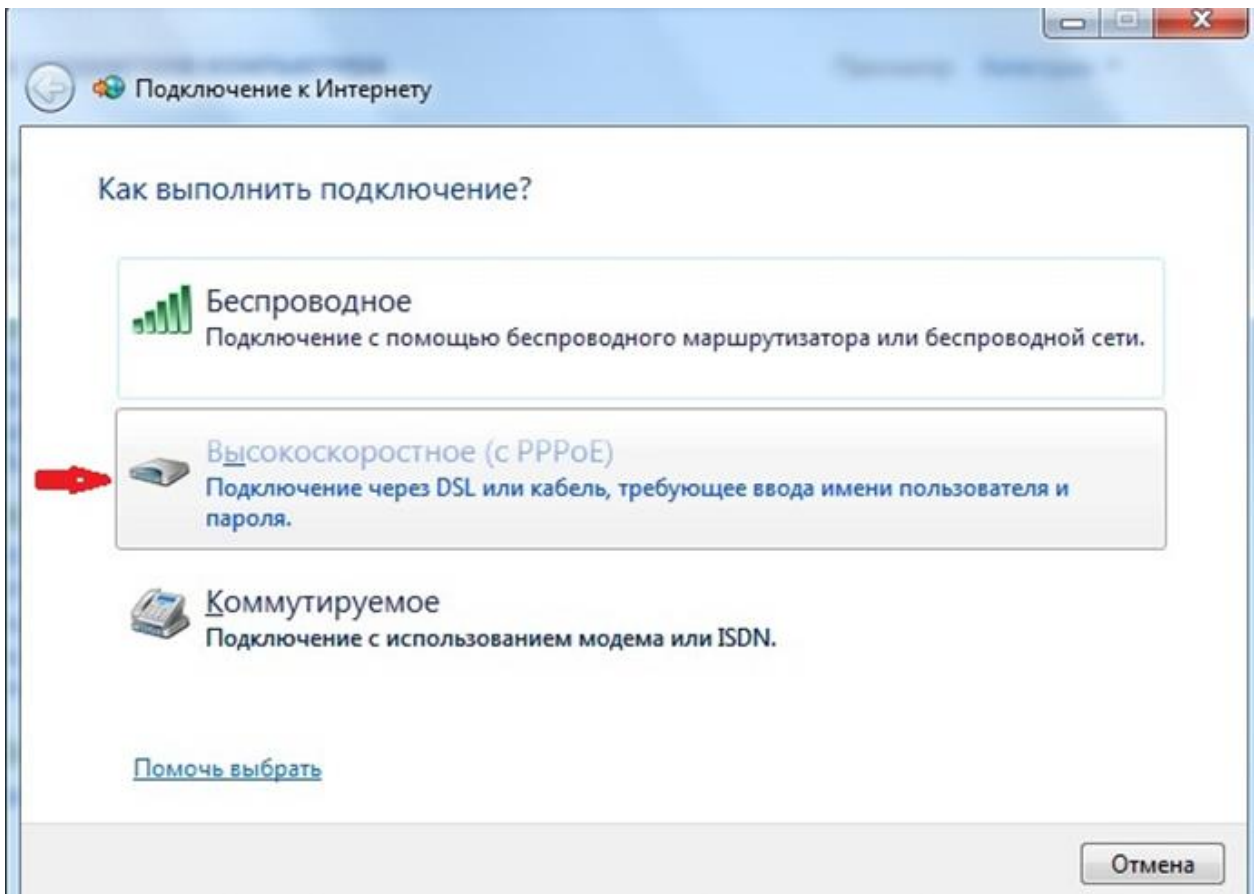 Подключение к Интернету
Как выполнить подключение?
Беспроводное
Подключение с помощью беспроводного маршрутизатора или беспроводной сети.
Высокоскоростное (с PPPoE)
Подключение через DSL или кабель, требующее ввода имени пользователя и
пароля.
Коммутируемое
Подключение с использованием модема или ISDN.
Помочь выбрать
Отмена